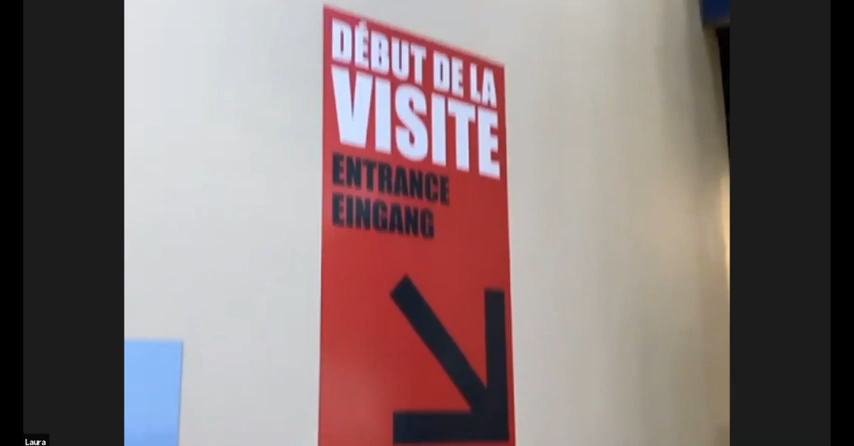 DÉBUT DE LA
VISITE
ENTRANCE
EINGANG
Laura